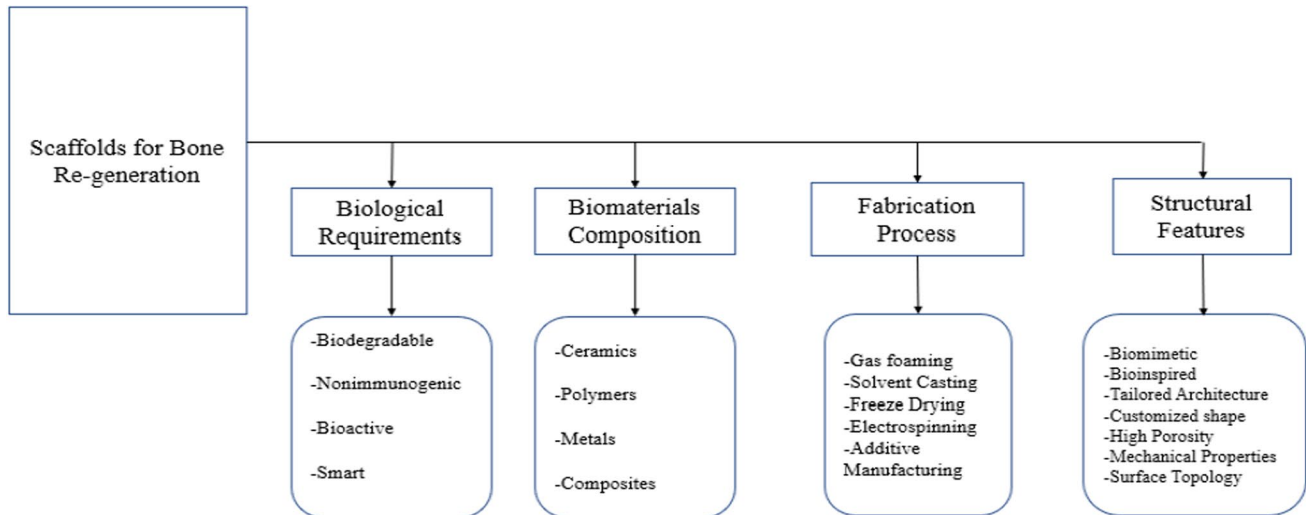 Scaffolds for Bone
Re-generation
Biological
Requirements
Biomaterials
Composition
Fabrication
Process
Structural
Features
-Biodegradable
-Nonimmunogenic
-Bioactive
-Smart
-Ceramics
-Polymers
-Metals
-Composites
-Gas foaming
-Solvent Casting
-Freeze Drying
-Electrospinning
-Additive
Manufacturing
-Biomimetic
-Bioinspired
-Tailored Architecture
-Customized shape
-High Porosity
-Mechanical Properties
-Surface Topology